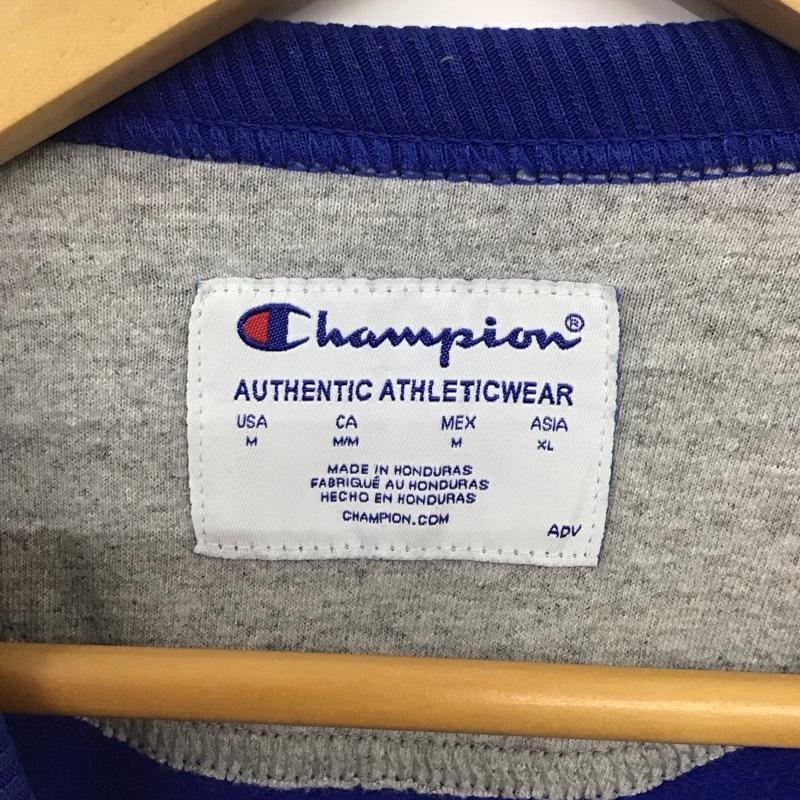 Champion®
AUTHENTIC ATHLETICWEAR
USA CA MEX ASIA
M M/M M XL
MADE IN HONDURAS
FABRIQUÉ AU HONDURAS
HECHO EN HONDURAS
CHAMPION.COM
ADV